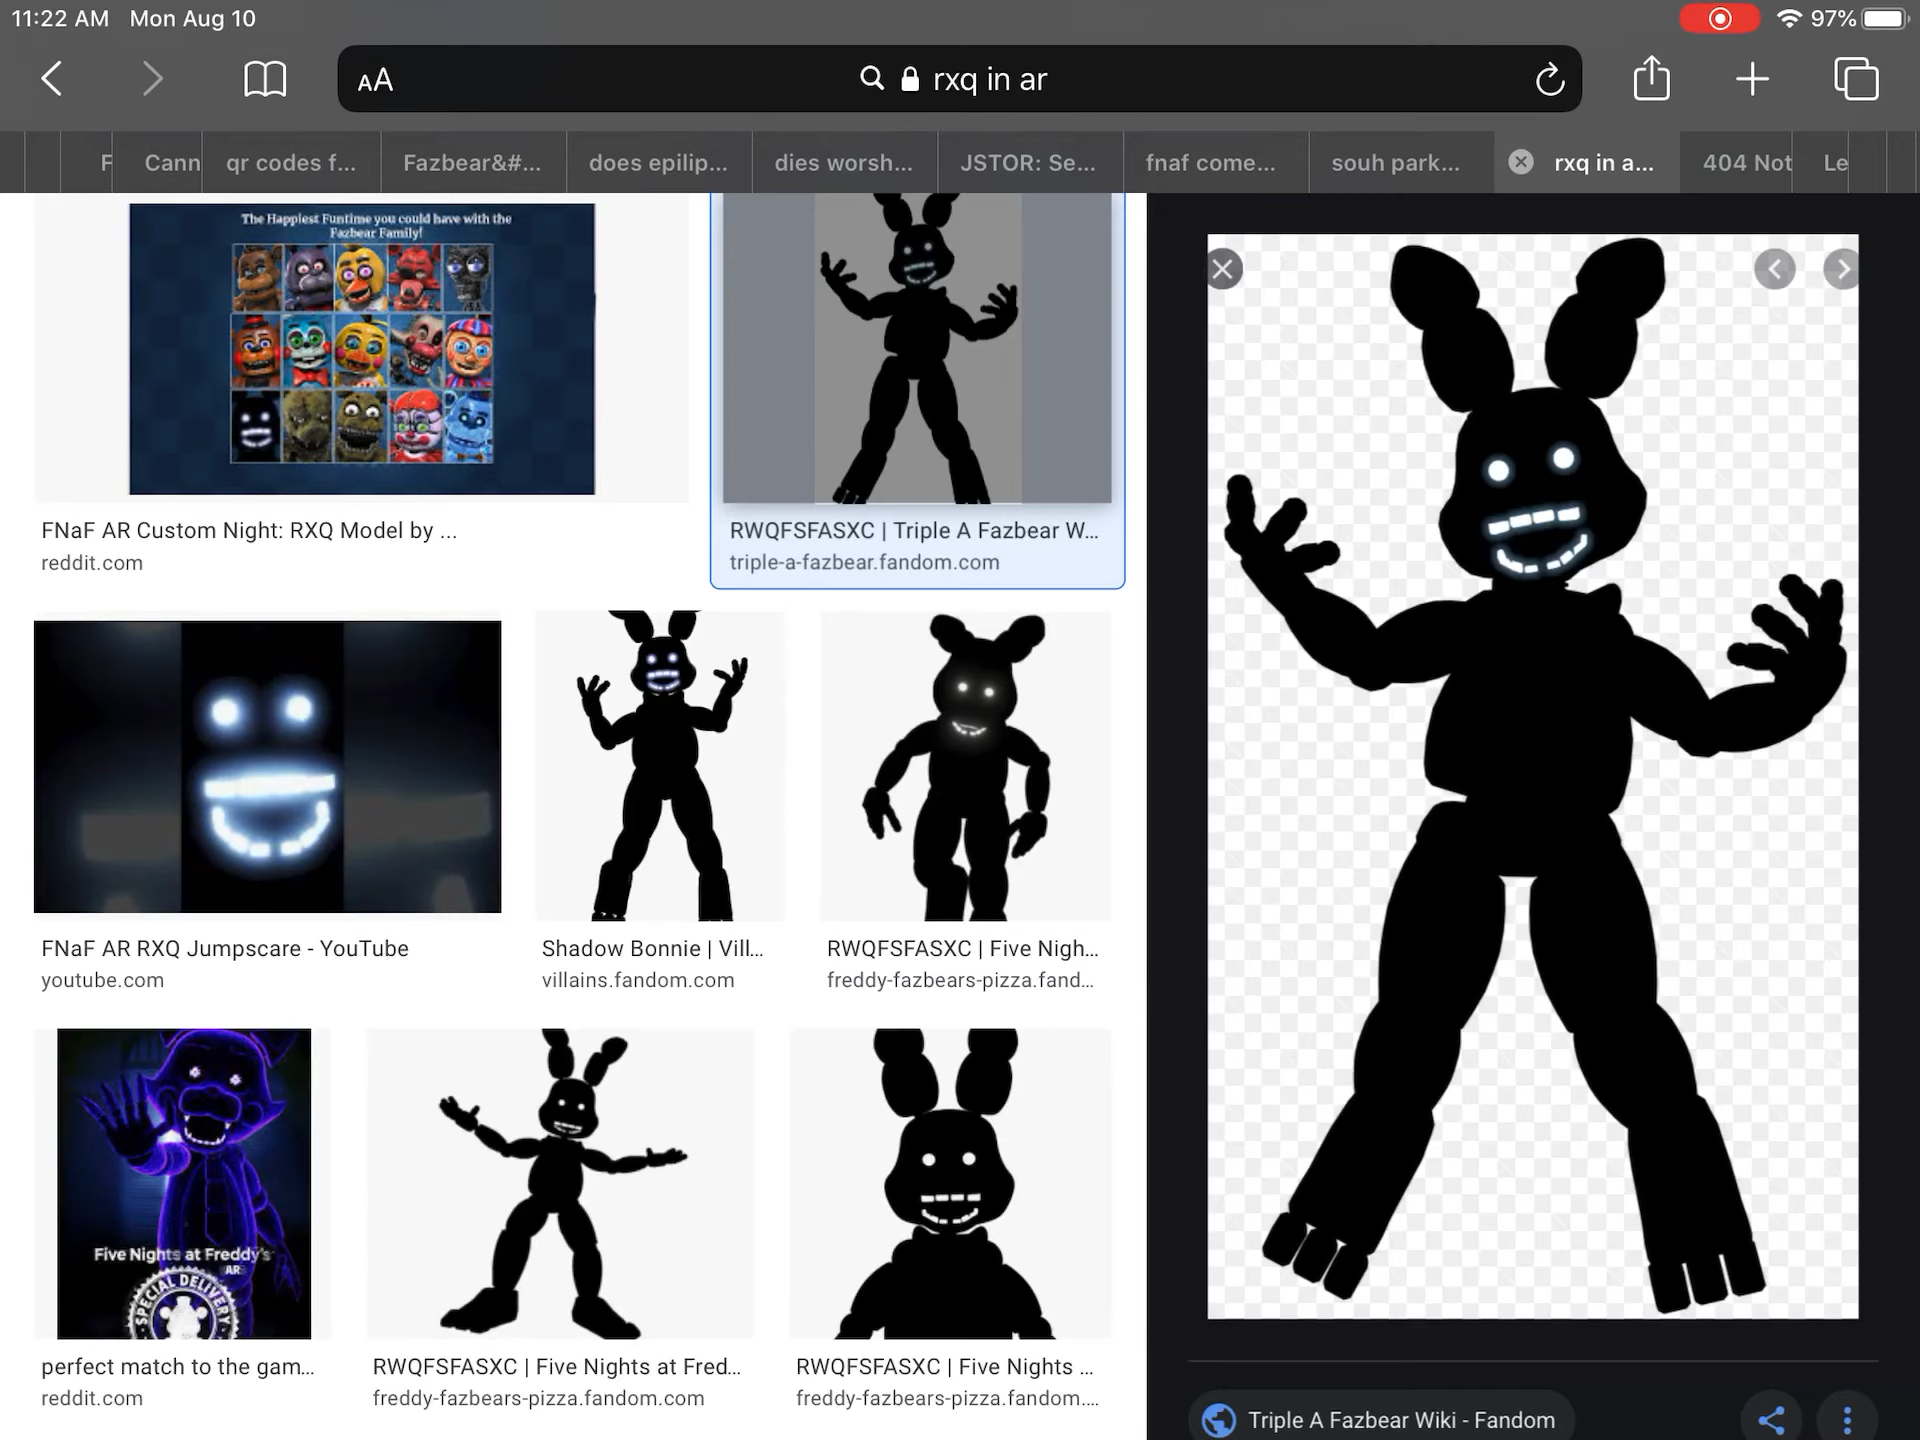 11:22 AM Mon Aug 10
97%
AA
rxq in ar
F
Cann
qr codes f...
Fazbear&#...
does epilip...
dies worsh...
JSTOR: Se...
fnaf come...
souh park...
rxq in a...
404 Not
Le
The Happiest Funtime you could have with the
Fazbear Family!
FNaF AR Custom Night: RXQ Model by ...
reddit.com
RWQFSFASXC | Triple A Fazbear W...
triple-a-fazbear.fandom.com
FNaF AR RXQ Jumpscare - YouTube
youtube.com
Shadow Bonnie | Vill...
villains.fandom.com
RWQFSFASXC | Five Nigh...
freddy-fazbears-pizza.fand...
Five Nights at Freddy's
AR
SPECIAL DELIVERY
perfect match to the gam...
reddit.com
RWQFSFASXC | Five Nights at Fred...
freddy-fazbears-pizza.fandom.com
RWQFSFASXC | Five Nights ...
freddy-fazbears-pizza.fandom....
Triple A Fazbear Wiki - Fandom